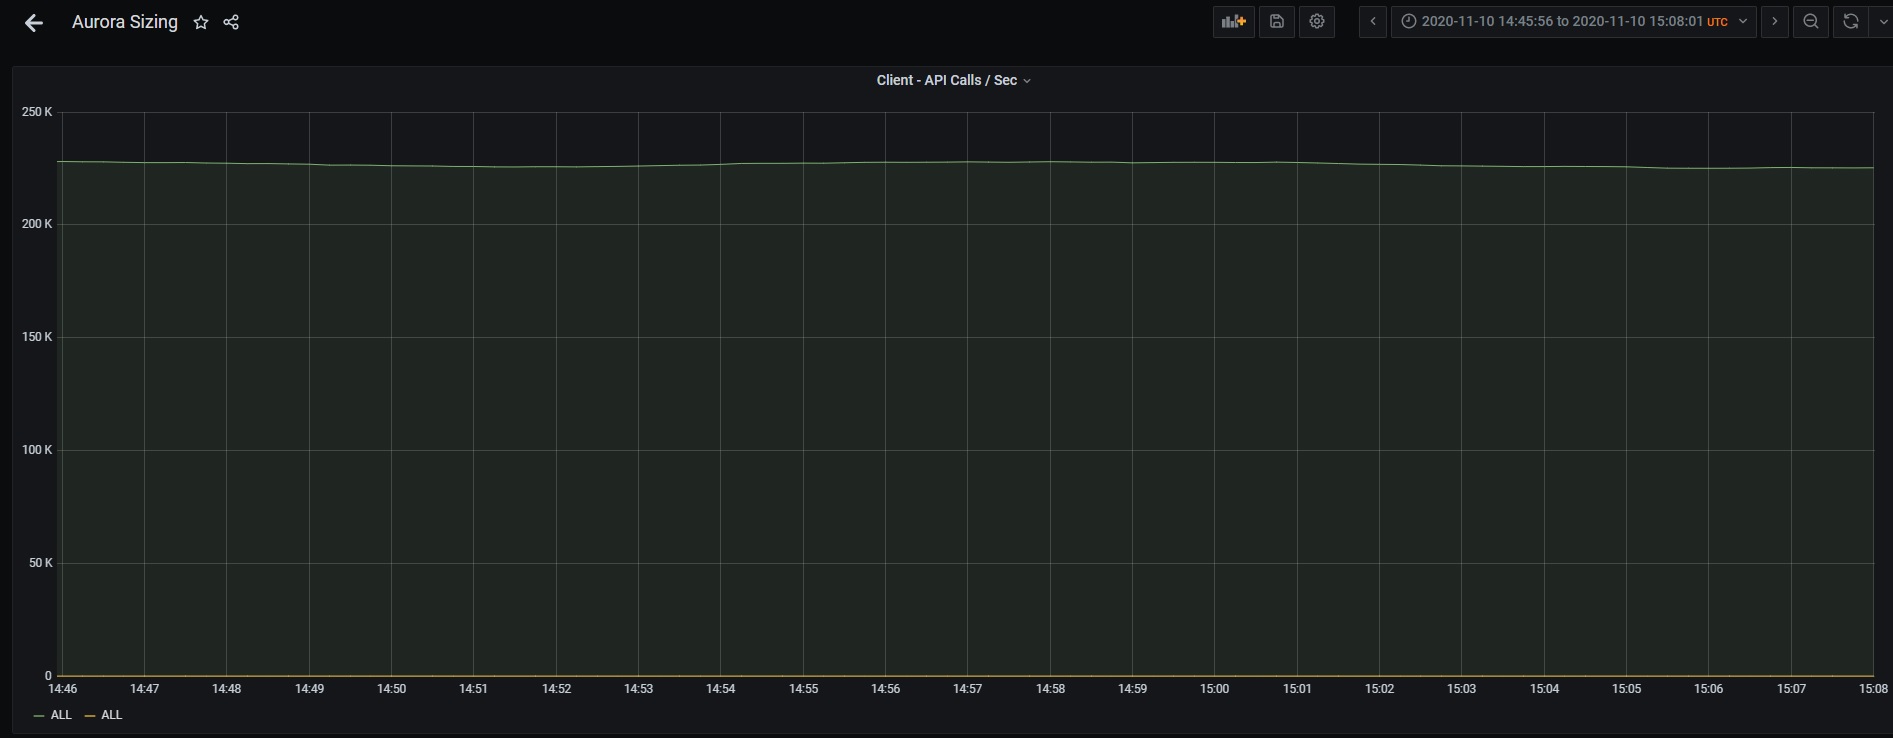 Aurora Sizing
2020-11-10 14:45:56 to 2020-11-10 15:08:01 UTC
Client - API Calls / Sec
250 K
200 K
150 K
100 K
50 K
0
14:46 14:47 14:48 14:49 14:50 14:51 14:52 14:53 14:54 14:55 14:56 14:57 14:58 14:59 15:00 15:01 15:02 15:03 15:04 15:05 15:06 15:07 15:08
ALL ALL